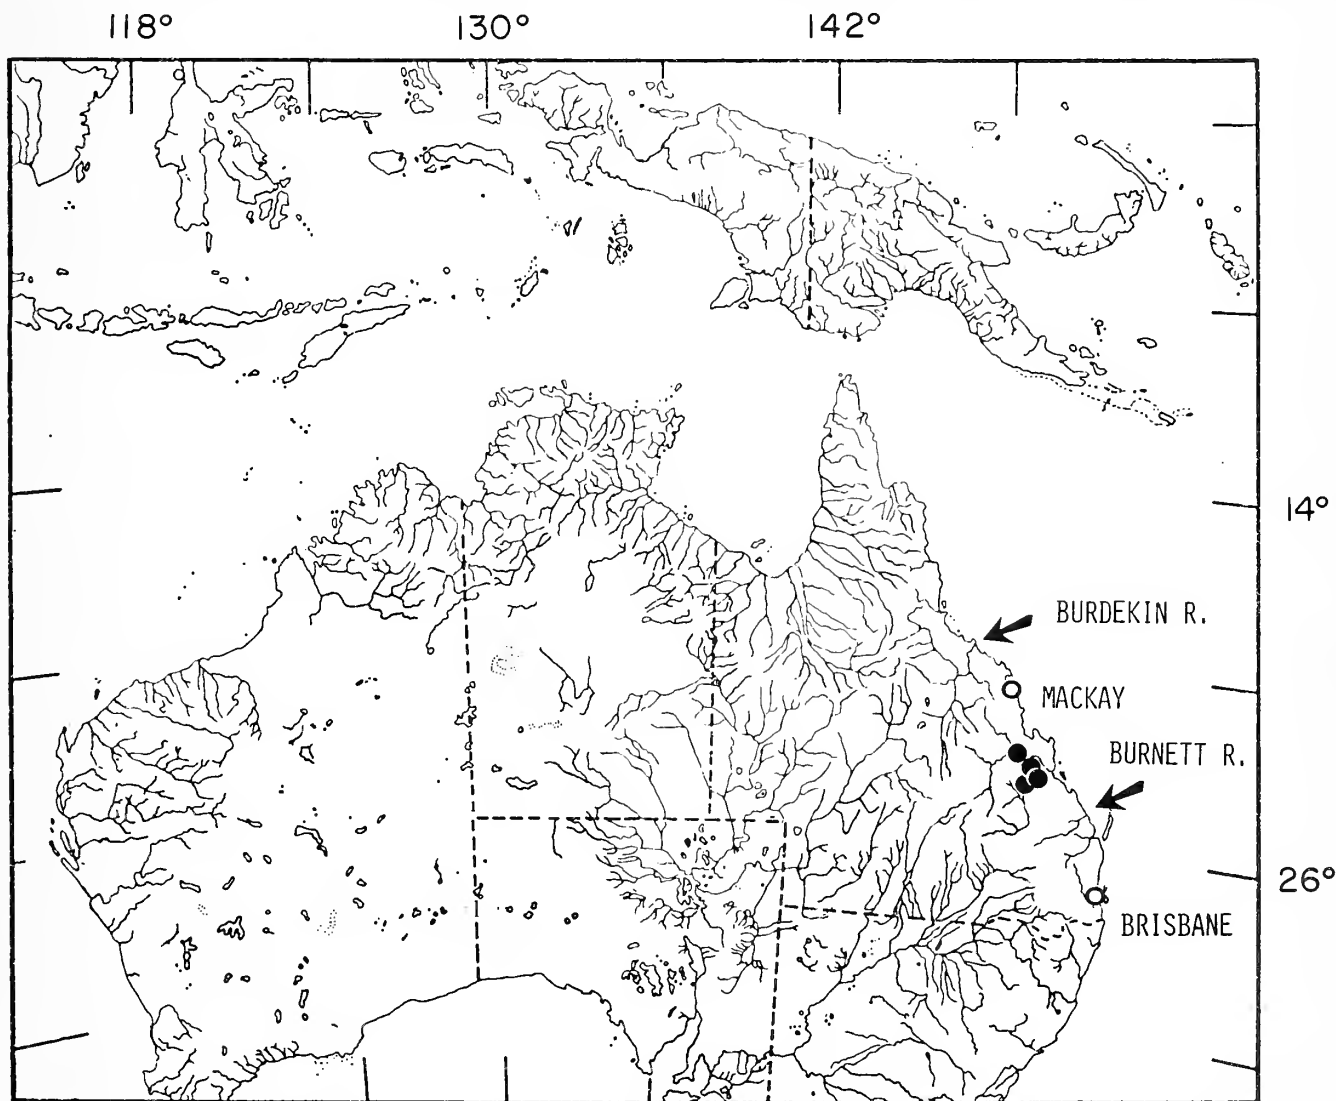 118° 130° 142°
14°
BURDEKIN R.
MACKAY
BURNETT R.
26°
BRISBANE